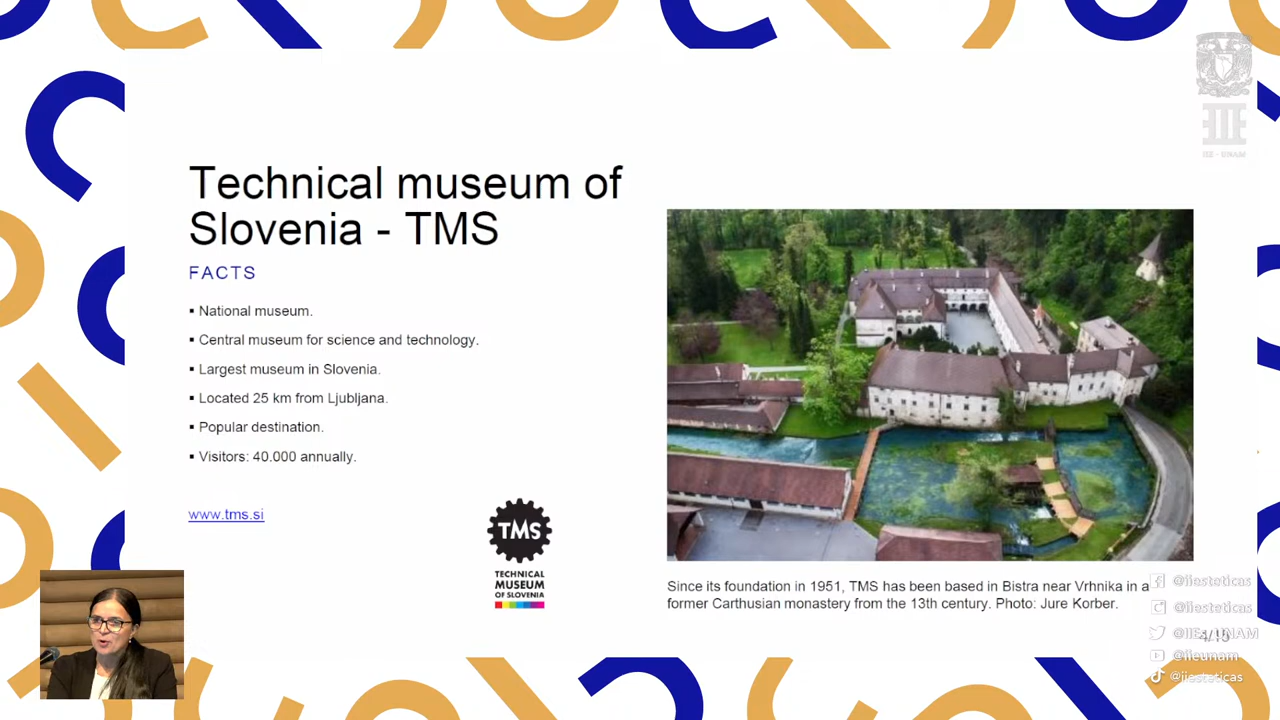 Technical museum of
Slovenia - TMS
FACTS
▪ National museum.
▪ Central museum for science and technology.
▪ Largest museum in Slovenia.
▪ Located 25 km from Ljubljana.
▪ Popular destination.
▪ Visitors: 40.000 annually.
www.tms.si
TMS
TECHNICAL
MUSEUM
OF SLOVENIA
Since its foundation in 1951, TMS has been based in Bistra near Vrhnika in a
former Carthusian monastery from the 13th century. Photo: Jure Korber.
IIE - UNAM
@iiesteticas
@iiesteticas
@IIEs_UNAM
@iieunam
@iiesteticas